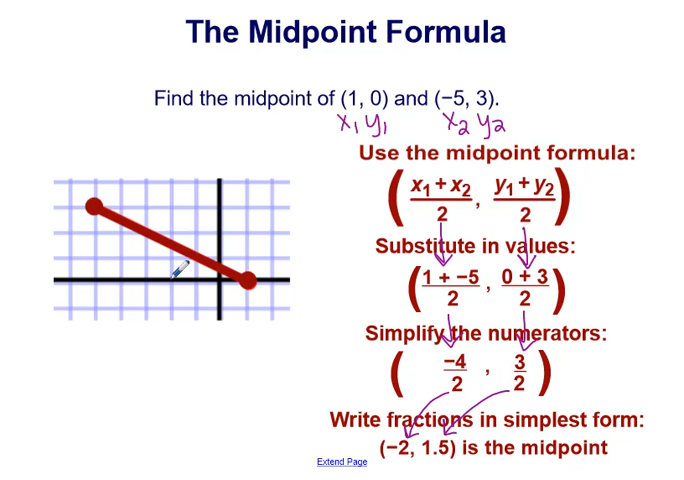 The Midpoint Formula
Find the midpoint of (1, 0) and (−5, 3).
x₁ y₁ x₂ y₂
Use the midpoint formula:
( x₁ + x₂ / 2 , y₁ + y₂ / 2 )
Substitute in values:
( 1 + −5 / 2 , 0 + 3 / 2 )
Simplify the numerators:
( −4 / 2 , 3 / 2 )
Write fractions in simplest form:
(−2, 1.5) is the midpoint
Extend Page